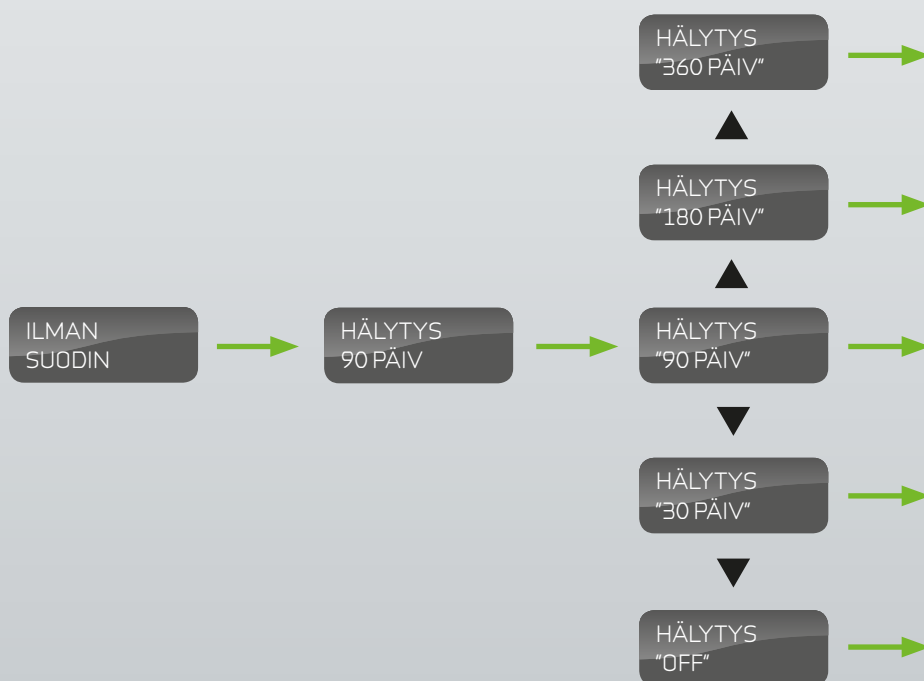 HÄLYTYS
"360 PÄIV"
HÄLYTYS
"180 PÄIV"
ILMAN
SUODIN
HÄLYTYS
90 PÄIV
HÄLYTYS
"90 PÄIV"
HÄLYTYS
"30 PÄIV"
HÄLYTYS
"OFF"